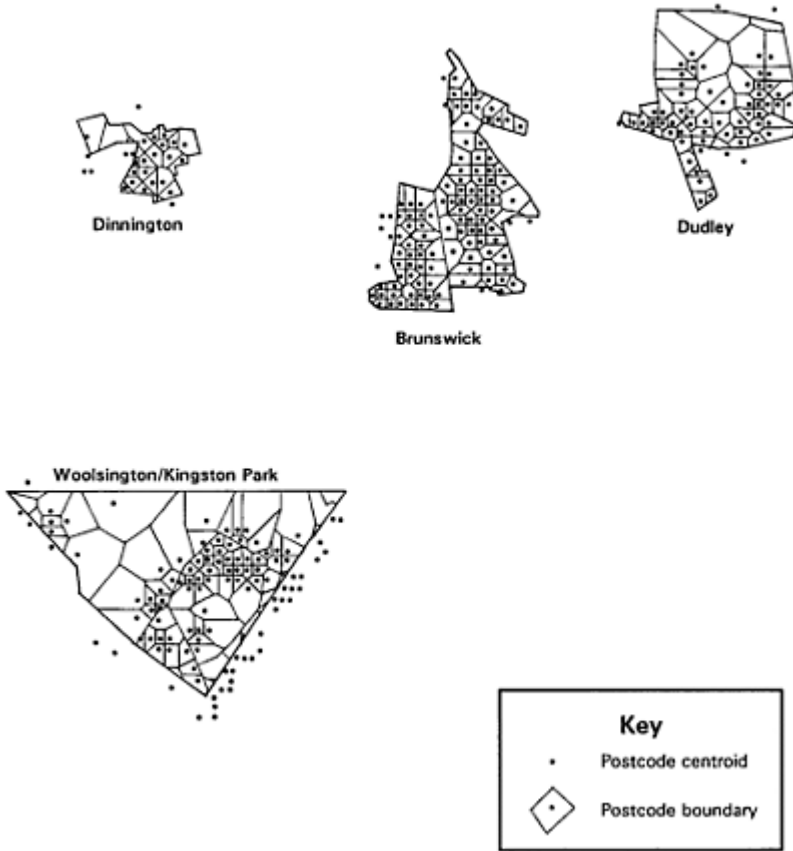 Dinnington
Brunswick
Dudley
Woolsington/Kingston Park
Key
Postcode centroid
Postcode boundary